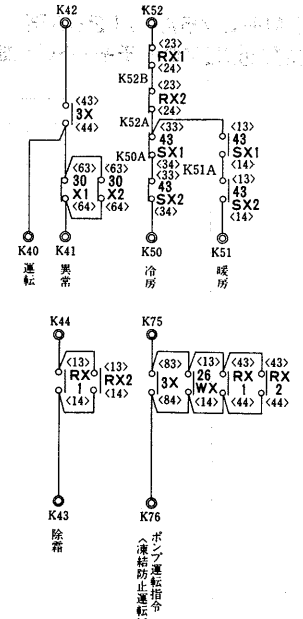 K42
3X
<43>
<44>
<63>
<63>
30
X1
30
X2
<64>
<64>
K40
K41
運転
異常
K52
<23>
RX1
<24>
K52B
<23>
RX2
<24>
K52A
<33>
43
SX1
<34>
K50A
<33>
43
SX2
<34>
<13>
43
SX1
<14>
K51A
<13>
43
SX2
<14>
K50
K51
冷房
暖房
K44
<13>
RX
1
<14>
<13>
RX2
<14>
K43
除霜
K75
<83>
3X
<84>
<13>
26
WX
<14>
<43>
RX
1
<44>
<43>
RX
2
<44>
K76
ポンプ運転指令
<凍結防止運転